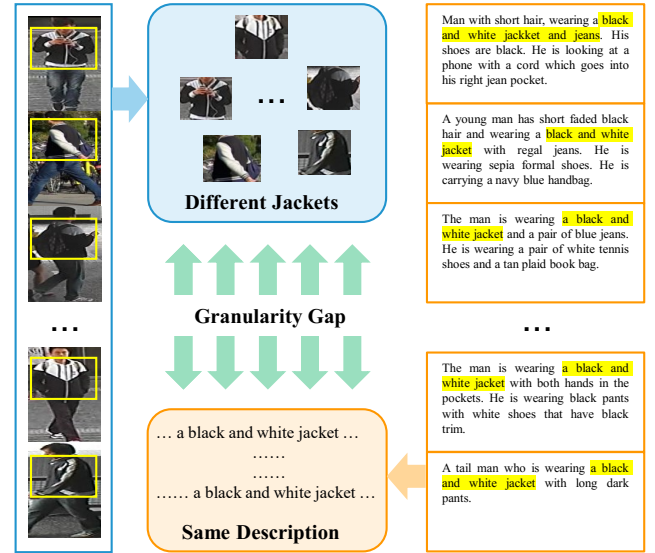 ...
...
Different Jackets
Granularity Gap
... a black and white jacket ...
......
......
...... a black and white jacket ...
Same Description
Man with short hair, wearing a black
and white jackket and jeans. His
shoes are black. He is looking at a
phone with a cord which goes into
his right jean pocket.
A young man has short faded black
hair and wearing a black and white
jacket with regal jeans. He is
wearing sepia formal shoes. He is
carrying a navy blue handbag.
The man is wearing a black and
white jacket and a pair of blue jeans.
He is wearing a pair of white tennis
shoes and a tan plaid book bag.
...
The man is wearing a black and
white jacket with both hands in the
pockets. He is wearing black pants
with white shoes that have black
trim.
A tail man who is wearing a black
and white jacket with long dark
pants.